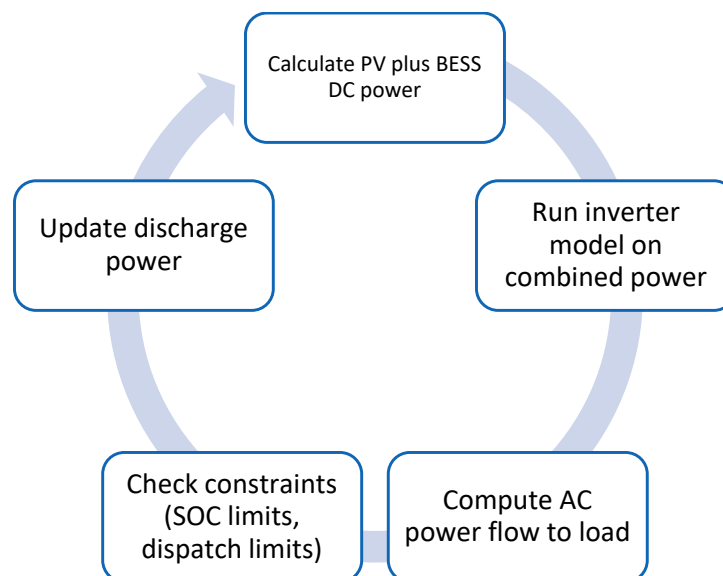 Calculate PV plus BESS
DC power
Run inverter
model on
combined power
Compute AC
power flow to load
Check constraints
(SOC limits,
dispatch limits)
Update discharge
power